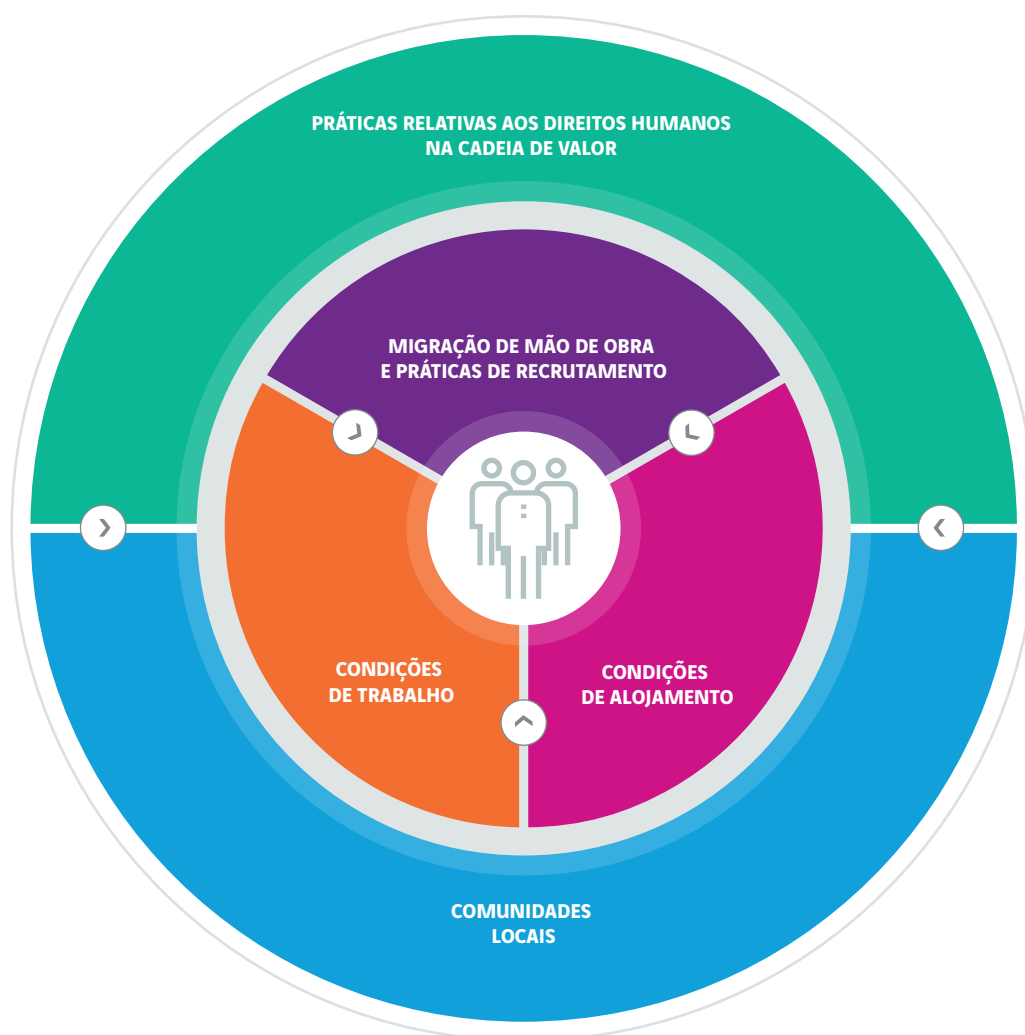 PRÁTICAS RELATIVAS AOS DIREITOS HUMANOS
NA CADEIA DE VALOR
MIGRAÇÃO DE MÃO DE OBRA
E PRÁTICAS DE RECRUTAMENTO
CONDIÇÕES
DE TRABALHO
CONDIÇÕES
DE ALOJAMENTO
COMUNIDADES
LOCAIS